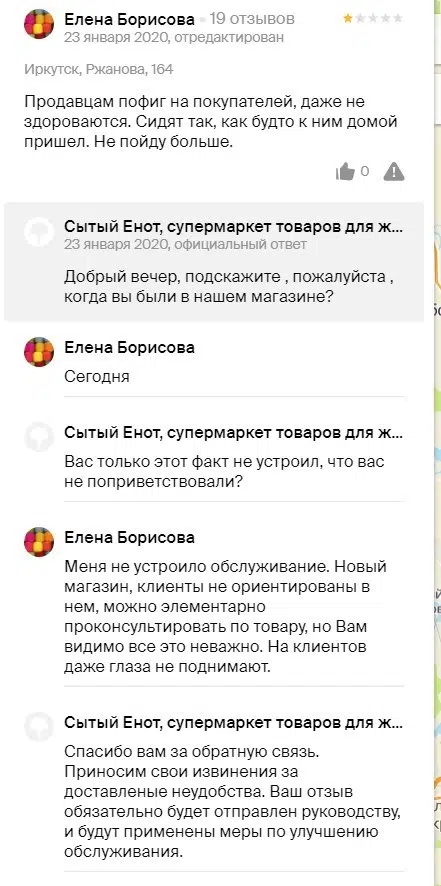 Елена Борисова • 19 отзывов
23 января 2020, отредактирован
Иркутск, Ржанова, 164
Продавцам пофиг на покупателей, даже не
здороваются. Сидят так, как будто к ним домой
пришел. Не пойду больше.
0
Сытый Енот, супермаркет товаров для ж...
23 января 2020, официальный ответ
Добрый вечер, подскажите , пожалуйста ,
когда вы были в нашем магазине?
Елена Борисова
Сегодня
Сытый Енот, супермаркет товаров для ж...
Вас только этот факт не устроил, что вас
не поприветствовали?
Елена Борисова
Меня не устроило обслуживание. Новый
магазин, клиенты не ориентированы в
нем, можно элементарно
проконсультировать по товару, но Вам
видимо все это неважно. На клиентов
даже глаза не поднимают.
Сытый Енот, супермаркет товаров для ж...
Спасибо вам за обратную связь.
Приносим свои извинения за
доставленые неудобства. Ваш отзыв
обязательно будет отправлен руководству,
и будут применены меры по улучшению
обслуживания.